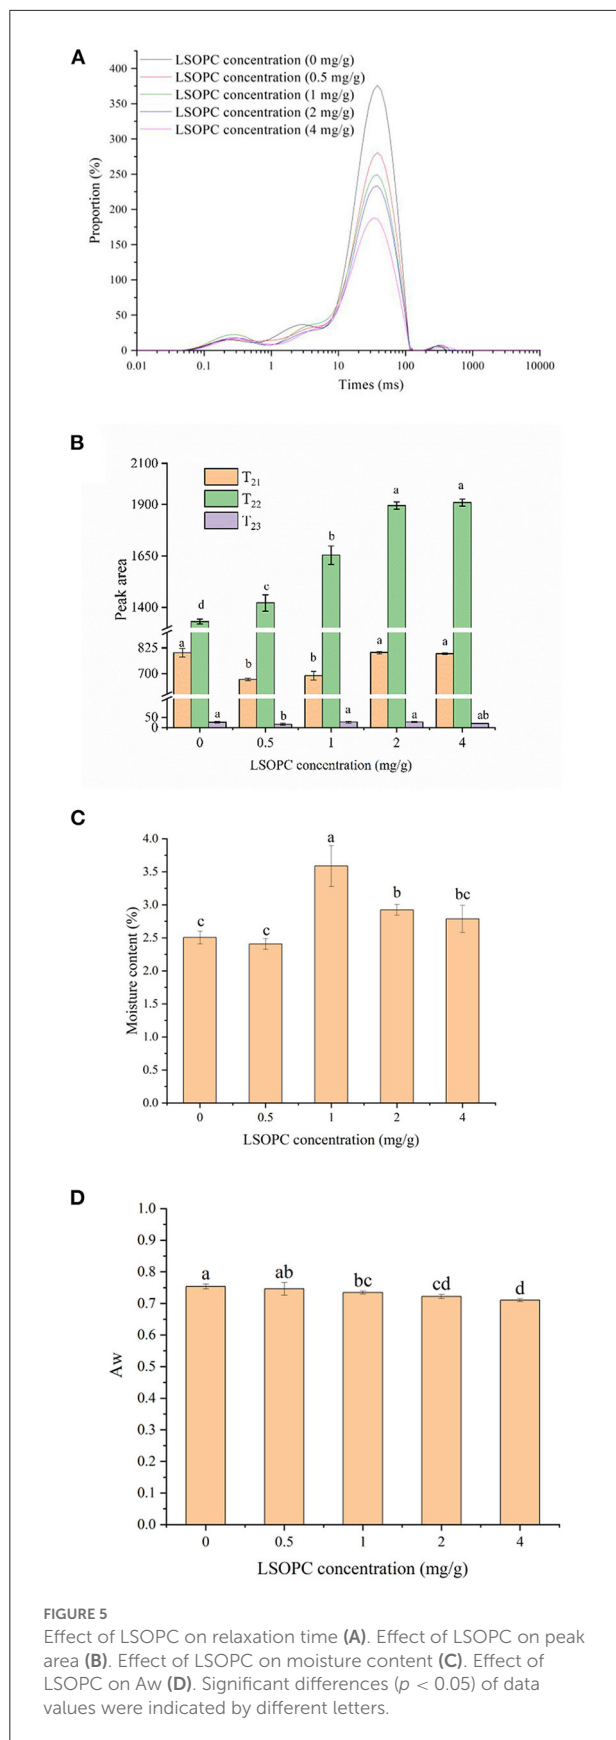 A
LSOPC concentration (0 mg/g)
LSOPC concentration (0.5 mg/g)
LSOPC concentration (1 mg/g)
LSOPC concentration (2 mg/g)
LSOPC concentration (4 mg/g)
400
350
300
250
200
150
100
50
0
Proportion (%)
0.01 0.1 1 10 100 1000 10000
Times (ms)
B
T21
T22
T23
2100
1900
1650
1400
825
700
50
0
Peak area
a d a
b c b
b b a
a a a
a a ab
0 0.5 1 2 4
LSOPC concentration (mg/g)
C
4.0
3.5
3.0
2.5
2.0
1.5
1.0
0.5
0.0
Moisture content (%)
c c a b bc
0 0.5 1 2 4
LSOPC concentration (mg/g)
D
1.0
0.9
0.8
0.7
0.6
0.5
0.4
0.3
0.2
0.1
0.0
Aw
a ab bc cd d
0 0.5 1 2 4
LSOPC concentration (mg/g)
FIGURE 5
Effect of LSOPC on relaxation time (A). Effect of LSOPC on peak
area (B). Effect of LSOPC on moisture content (C). Effect of
LSOPC on Aw (D). Significant differences (p < 0.05) of data
values were indicated by different letters.